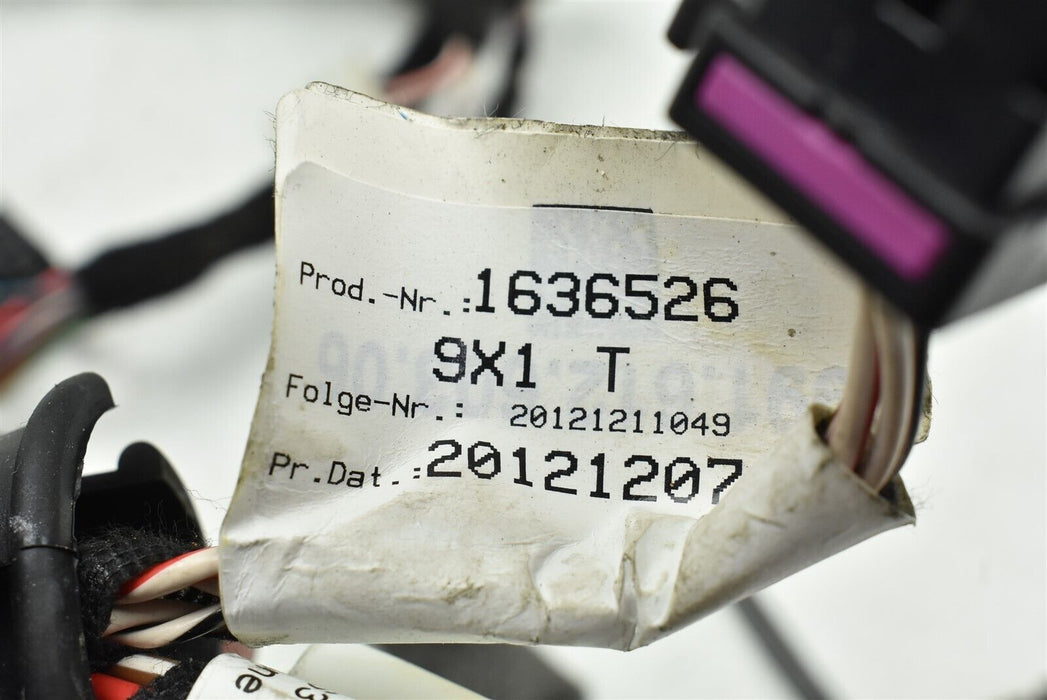 Prod.-Nr.:1636526
9X1 T
Folge-Nr.: 20121211049
Pr.Dat.:20121207